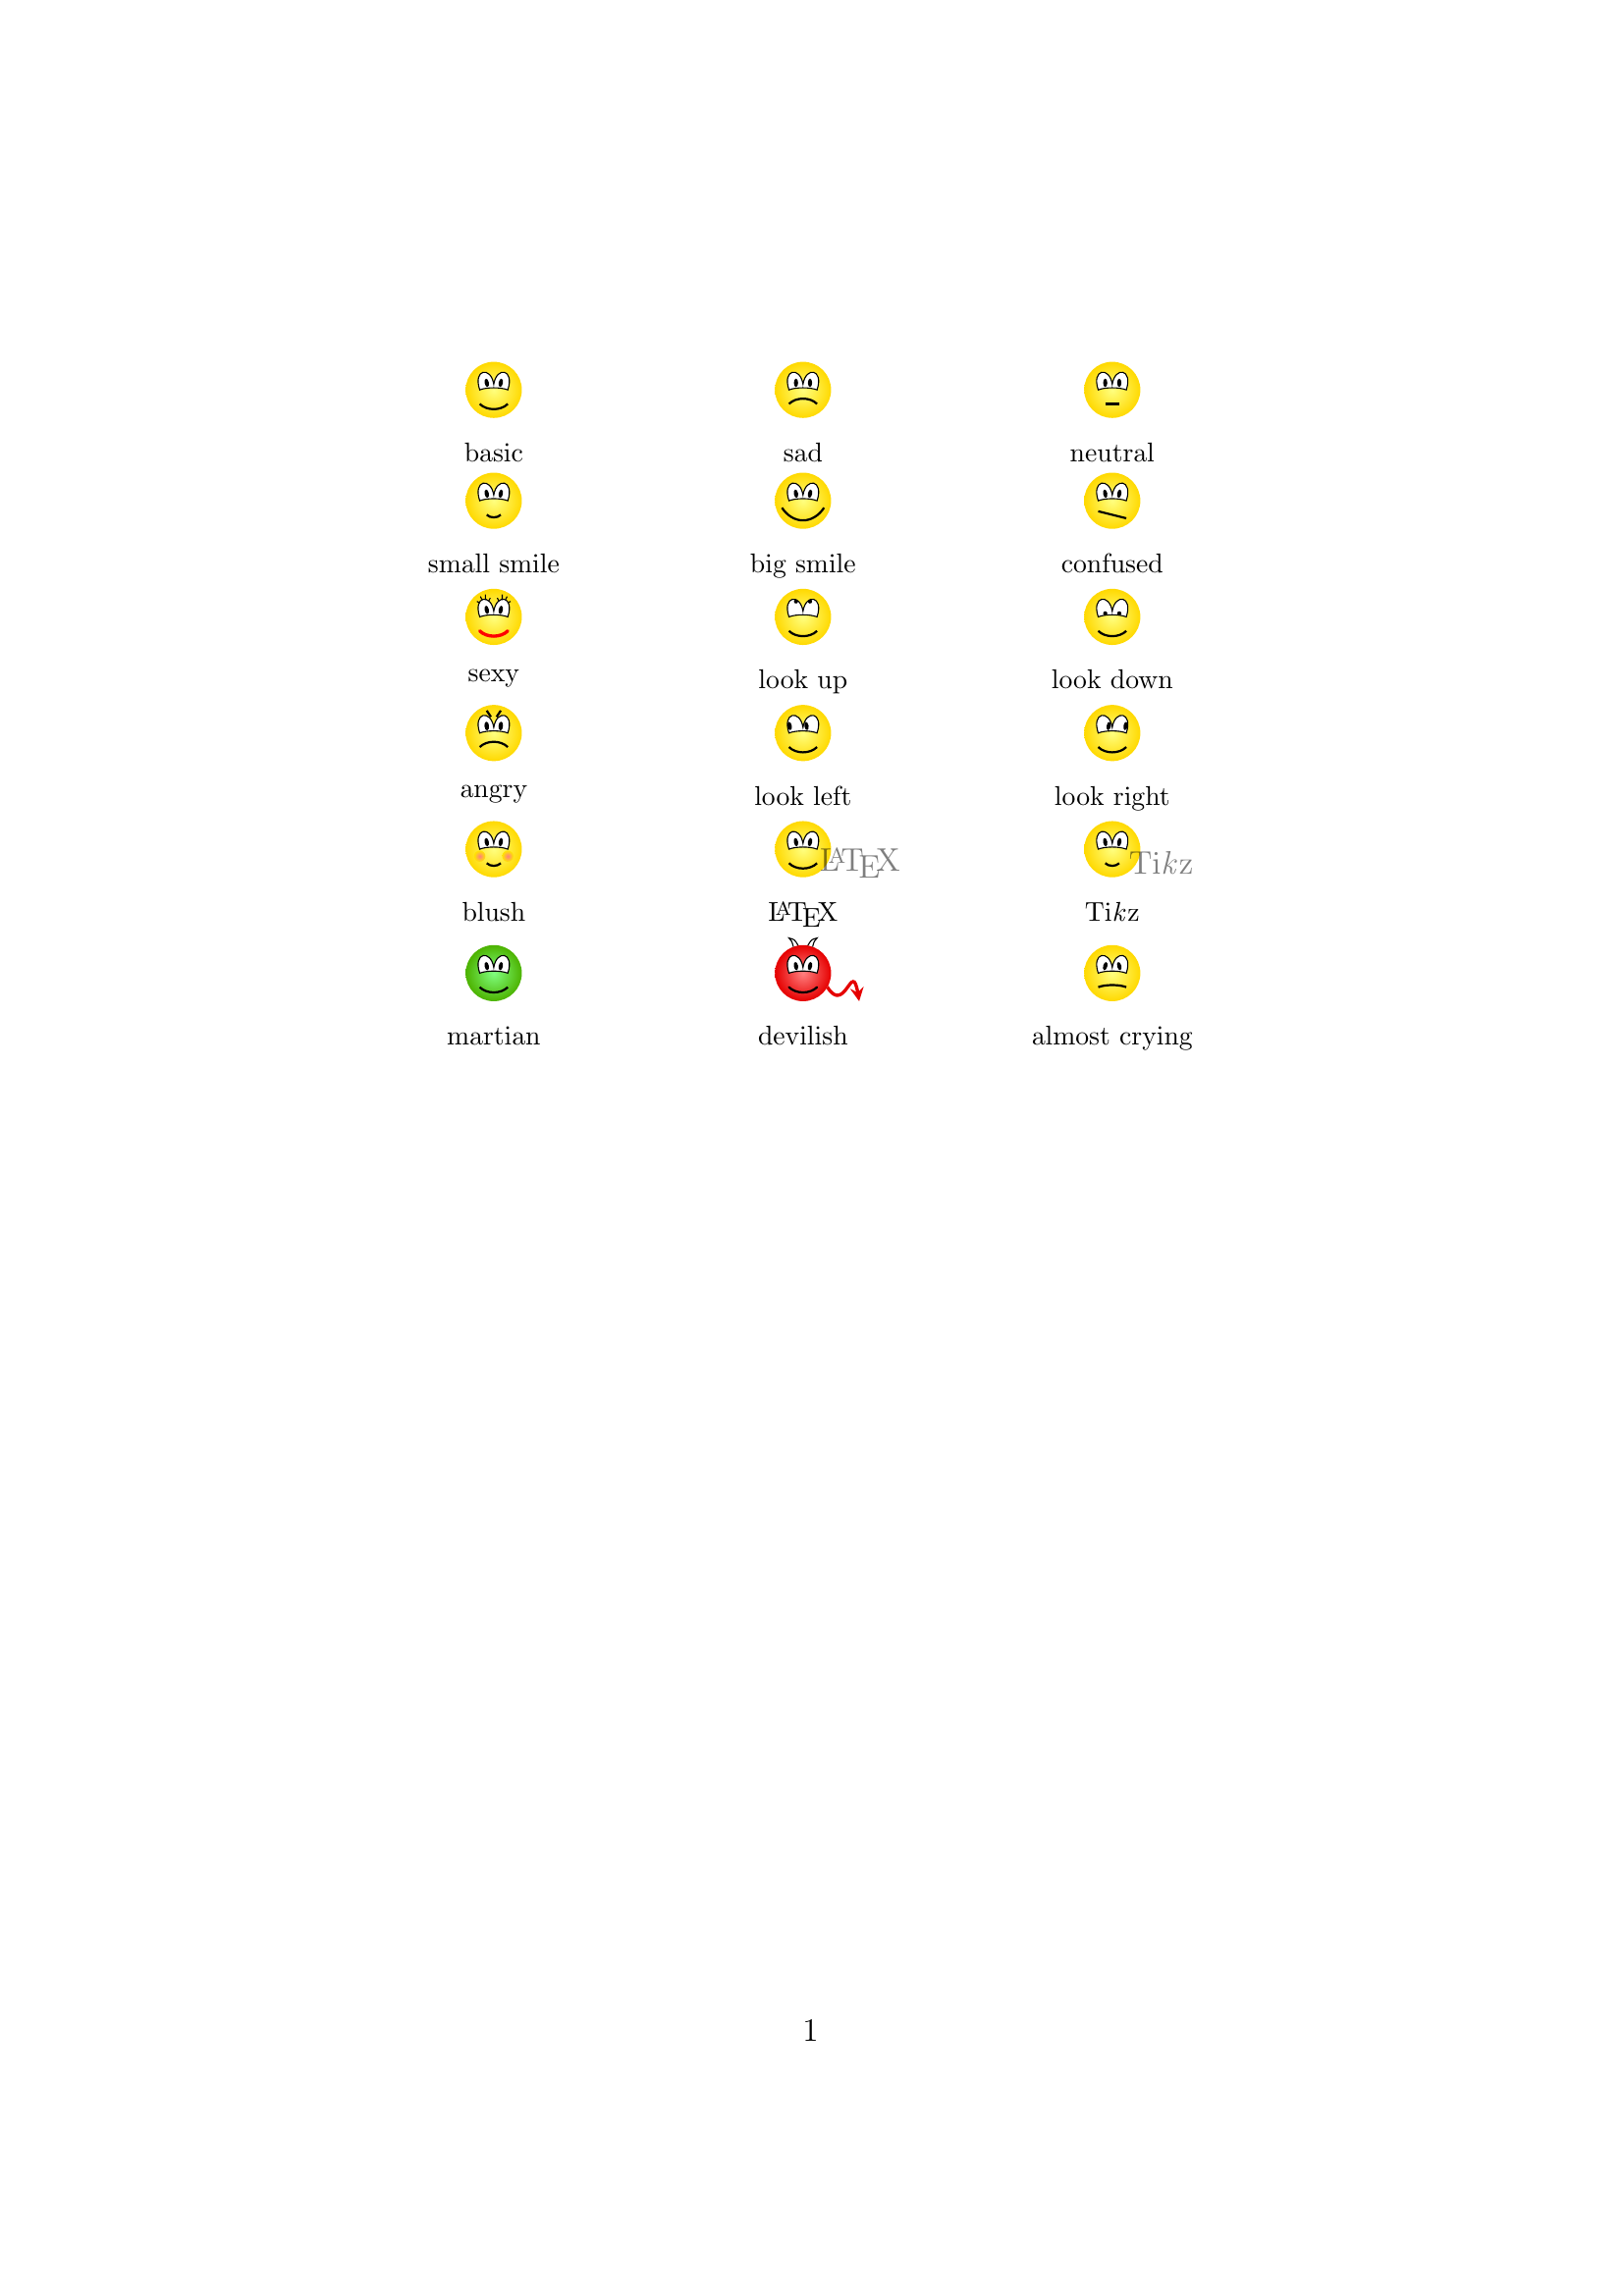 basic sad neutral
small smile big smile confused
sexy look up look down
angry look left look right
LATEX Tikz
blush LATEX Tikz
martian devilish almost crying
1